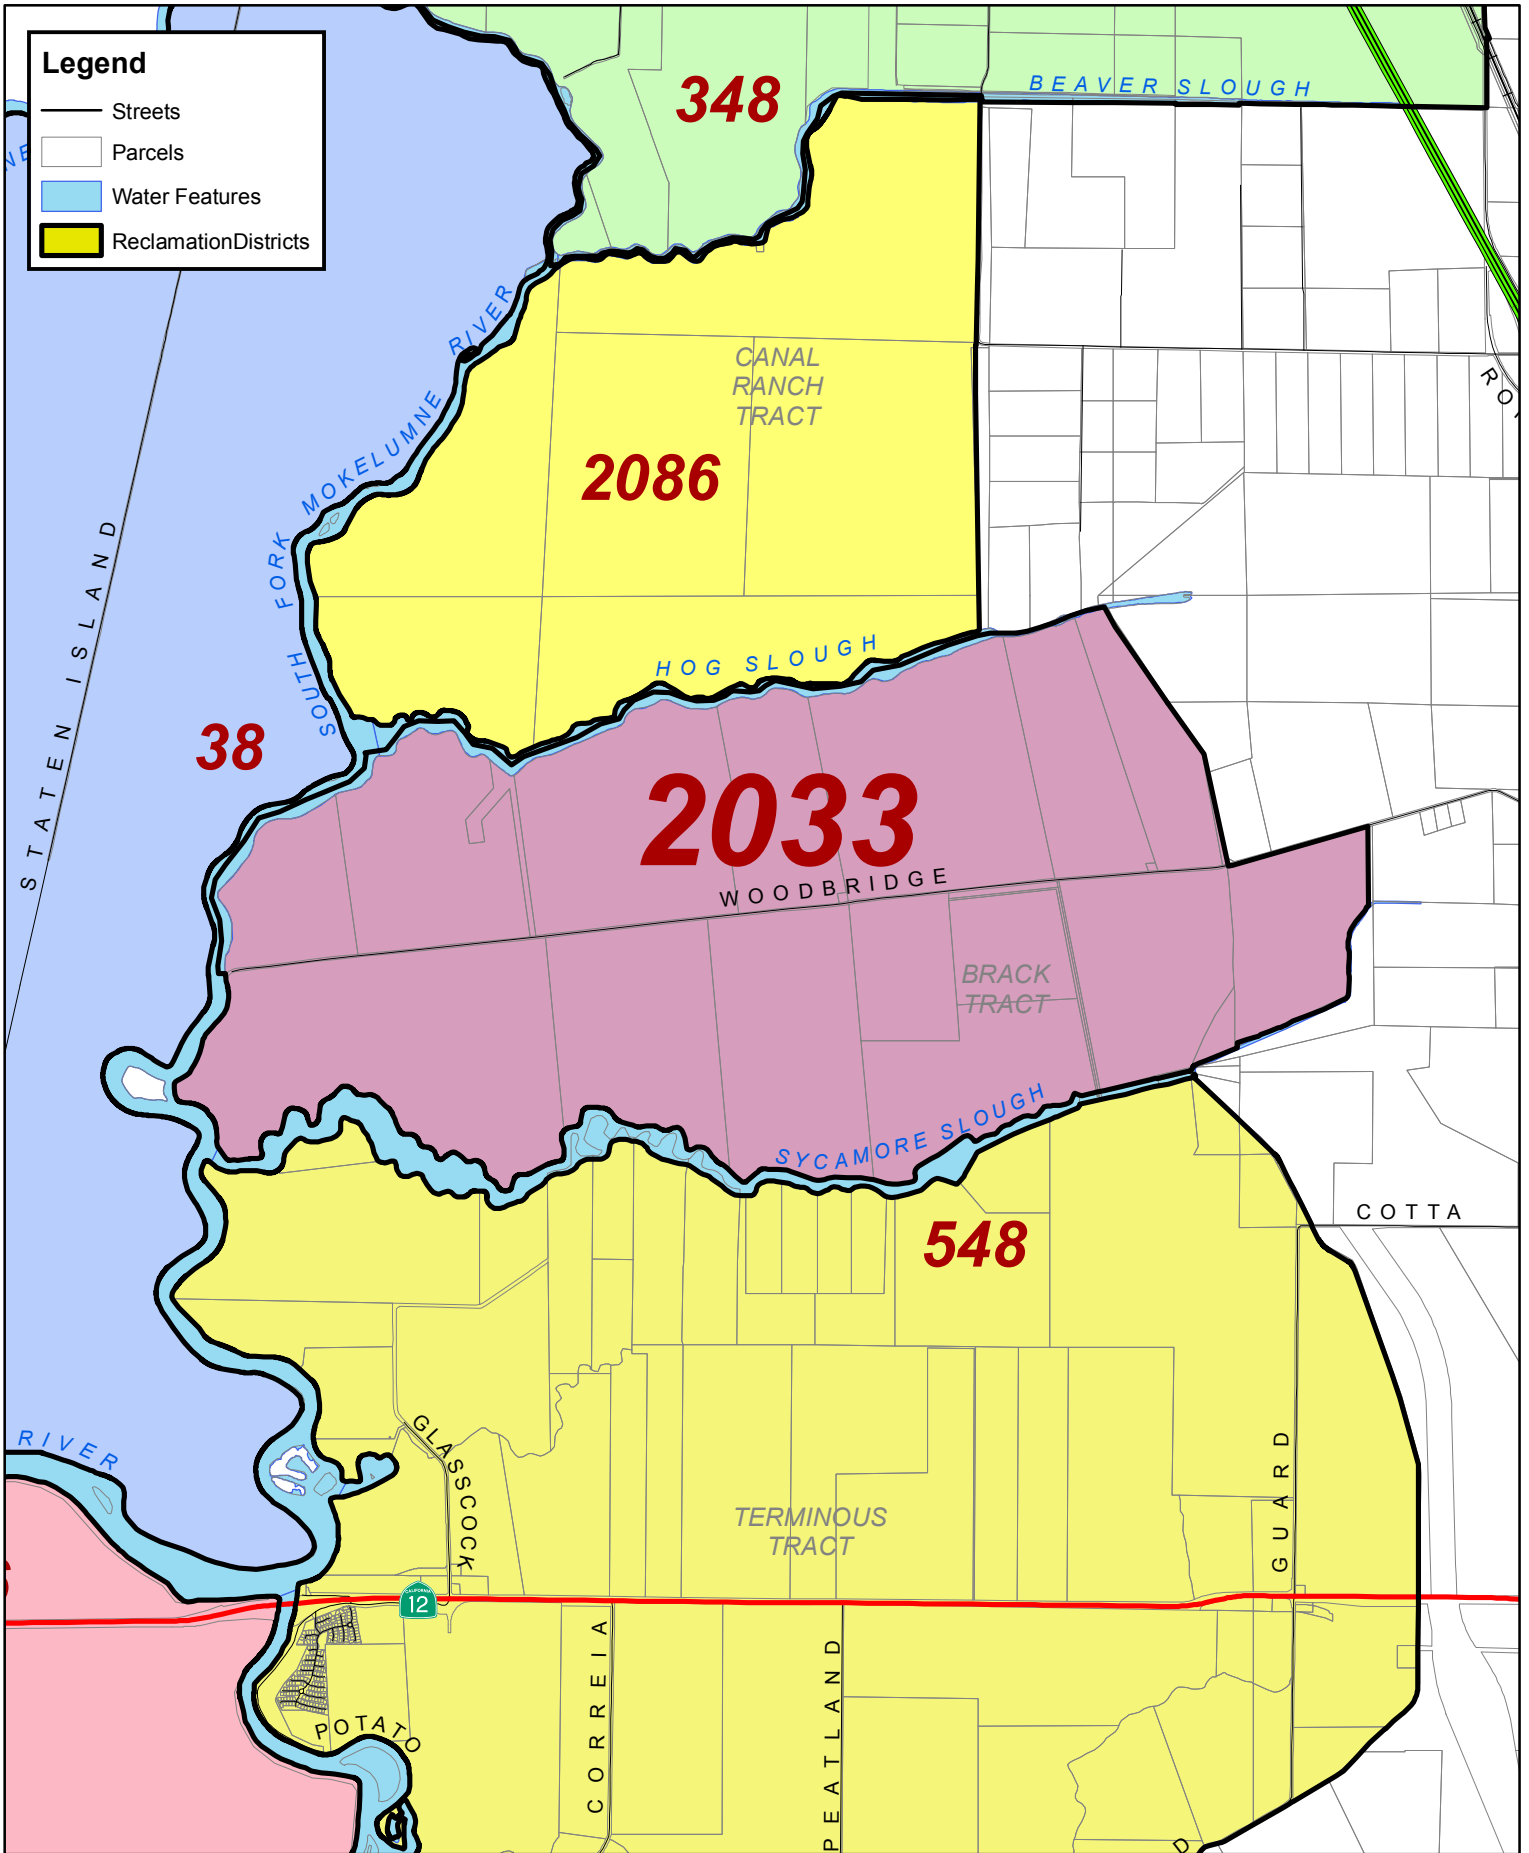 Legend
Streets
Parcels
Water Features
ReclamationDistricts
348
BEAVER SLOUGH
SOUTH FORK MOKELUMNE RIVER
CANAL
RANCH
TRACT
2086
STATEN ISLAND
HOG SLOUGH
38
2033
WOODBRIDGE
BRACK
TRACT
SYCAMORE SLOUGH
548
COTTA
RIVER
GLASSCOCK
GUARD
TERMINOUS
TRACT
CALIFORNIA
12
CORREIA
PEATLAND
POTATO